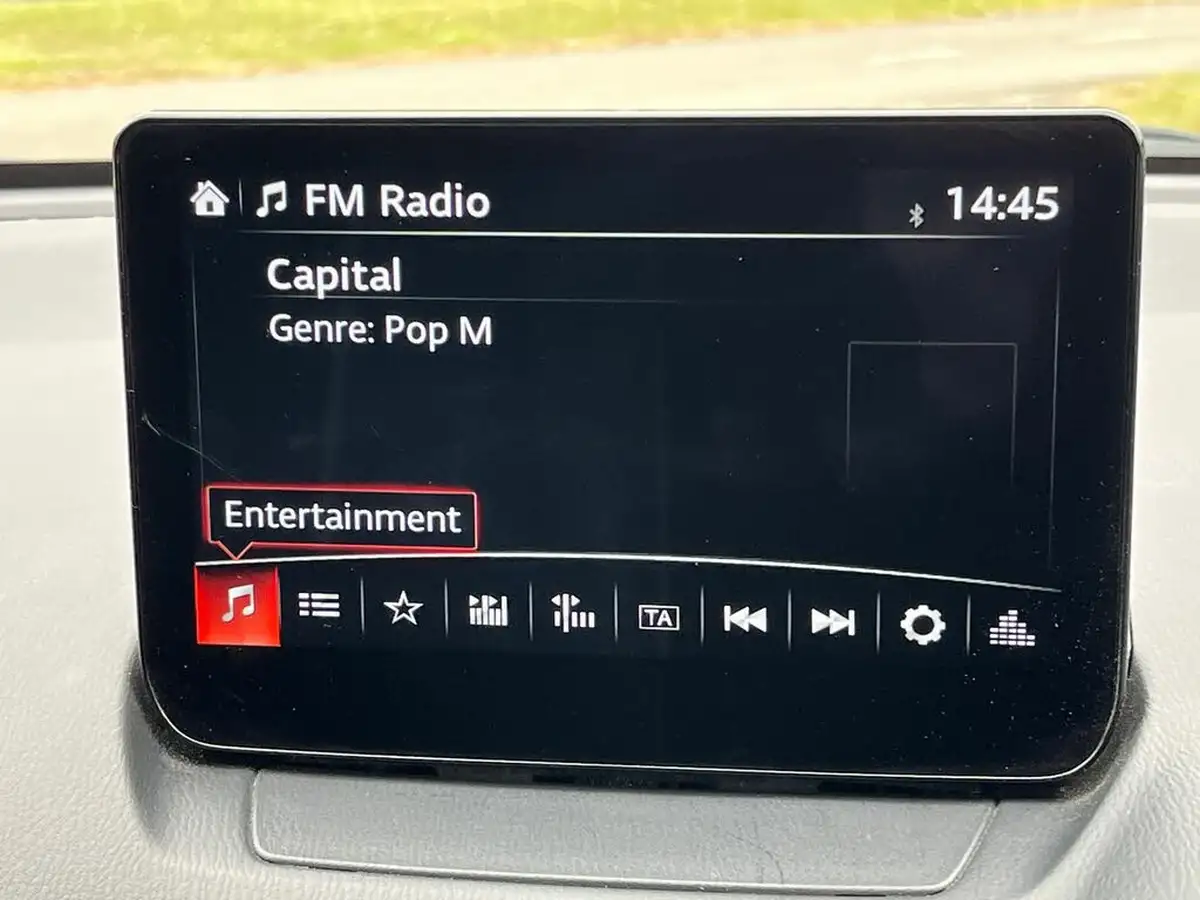 FM Radio 14:45
Capital
Genre: Pop M
Entertainment
TA